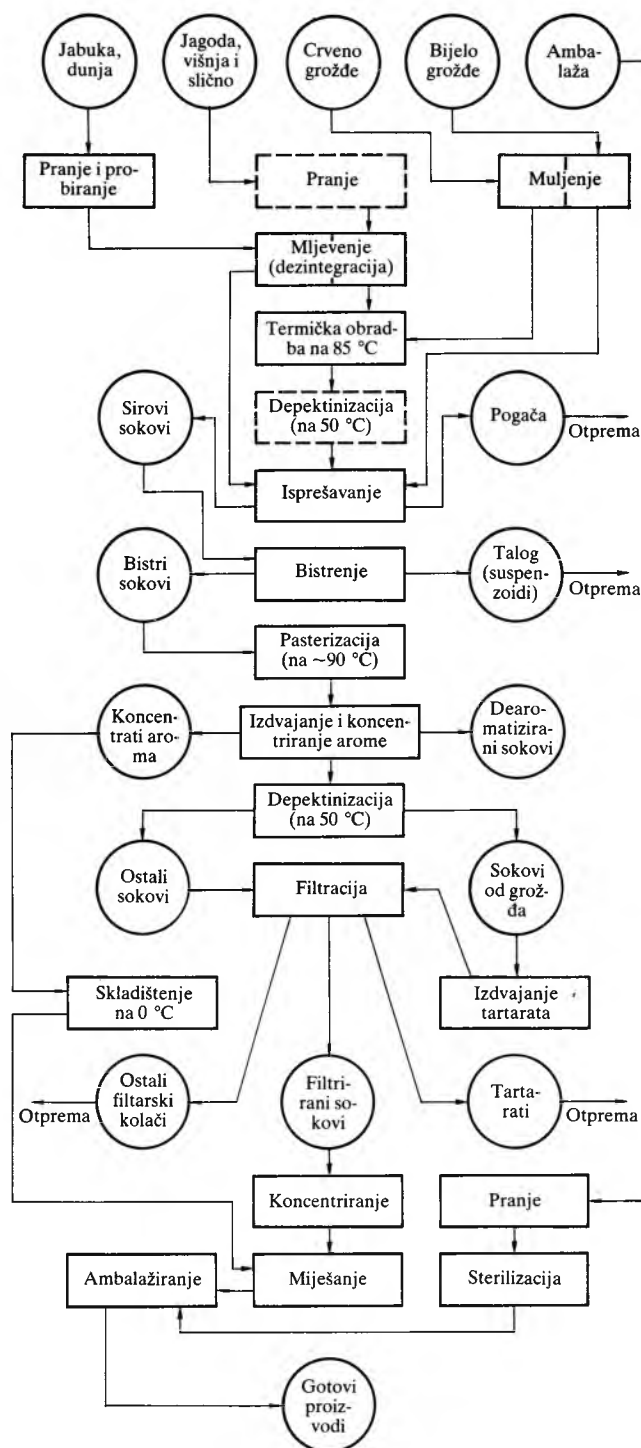 Jabuka,
dunja
Jagoda,
višnja i
slično
Crveno
grožđe
Bijelo
grožđe
Amba-
laža
Pranje i pro-
biranje
Pranje
Muljenje
Mljevenje
(dezintegracija)
Termička obrad-
ba na 85 °C
Sirovi
sokovi
Depektinizacija
(na 50 °C)
Pogača
Otprema
Isprešavanje
Bistri
sokovi
Bistrenje
Talog
(suspen-
zoidi)
Otprema
Pasterizacija
(na ~90 °C)
Koncen-
trati aro-
ma
Izdvajanje i koncen-
triranje arome
Dearo-
matizira-
ni sokovi
Depektinizacija
(na 50 °C)
Ostali
sokovi
Filtracija
Sokovi
od grož-
đa
Skladištenje
na 0 °C
Izdvajanje
tartarata
Otprema
Ostali
filtarski
kolači
Filtri-
rani so-
kovi
Tarta-
rati
Otprema
Koncentriranje
Pranje
Ambalažiranje
Miješanje
Sterilizacija
Gotovi
proiz-
vodi